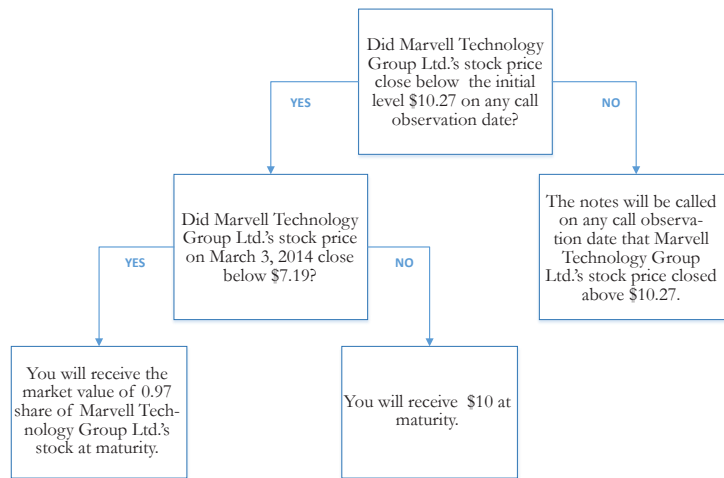 Did Marvell Technology
Group Ltd.'s stock price
close below the initial
level $10.27 on any call
observation date?
YES
NO
Did Marvell Technology
Group Ltd.'s stock price
on March 3, 2014 close
below $7.19?
The notes will be called
on any call observa-
tion date that Marvell
Technology Group
Ltd.'s stock price closed
above $10.27.
YES
NO
You will receive the
market value of 0.97
share of Marvell Tech-
nology Group Ltd.'s
stock at maturity.
You will receive $10 at
maturity.